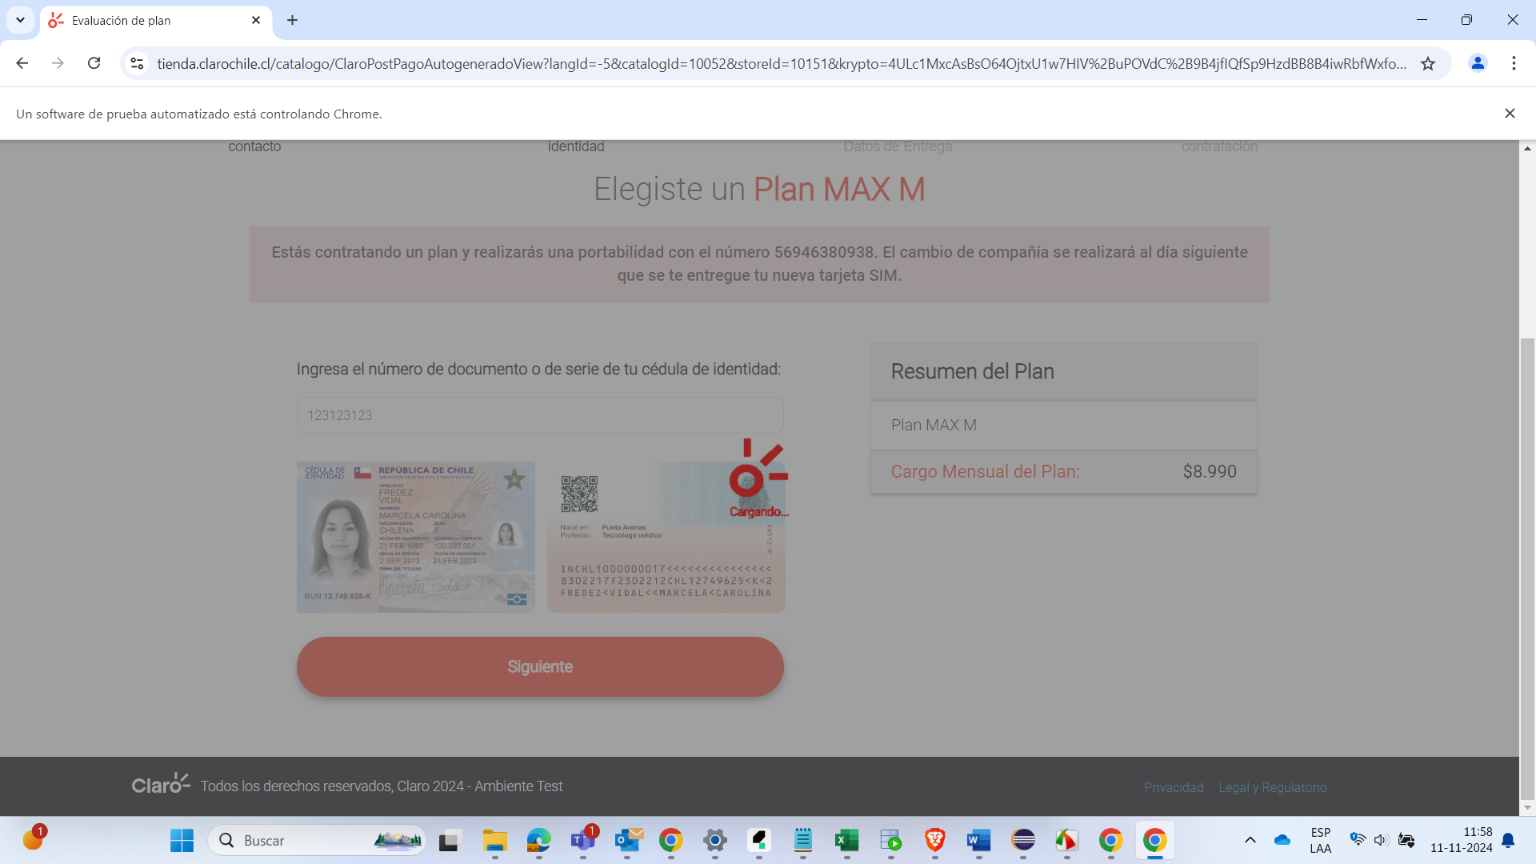 Evaluación de plan
tienda.clarochile.cl/catalogo/ClaroPostPagoAutogeneradoView?langId=-5&catalogId=10052&storeId=10151&krypto=4ULc1MxcAsBsO64OjtxU1w7HIV%2BuPOVdC%2B9B4jfIQfSp9HzdBB8B4iwRbfWxfo...
Un software de prueba automatizado está controlando Chrome.
contacto identidad Datos de Entrega contratación
Elegiste un Plan MAX M
Estás contratando un plan y realizarás una portabilidad con el número 56946380938. El cambio de compañía se realizará al día siguiente
que se te entregue tu nueva tarjeta SIM.
Ingresa el número de documento o de serie de tu cédula de identidad:
123123123
CÉDULA DE
IDENTIDAD
REPÚBLICA DE CHILE
FREDEZ
VIDAL
MARCELA CAROLINA
CHILENA F
21 FEB 1983 100.000.001
2 SEP 2013 21 FEB 2023
RUN 12.749.625-K
Nació en: Punta Arenas
Profesión: Tecnólogo médico
INCHL1000000017<<<<<<<<<<<<<<<
8302217F2302212CHL12749625<K<2
FREDEZ<VIDAL<<MARCELA<CAROLINA
Cargando...
Siguiente
Resumen del Plan
Plan MAX M
Cargo Mensual del Plan: $8.990
Claro Todos los derechos reservados, Claro 2024 - Ambiente Test
Privacidad Legal y Regulatorio
1
Buscar
1
ESP
LAA
11:58
11-11-2024